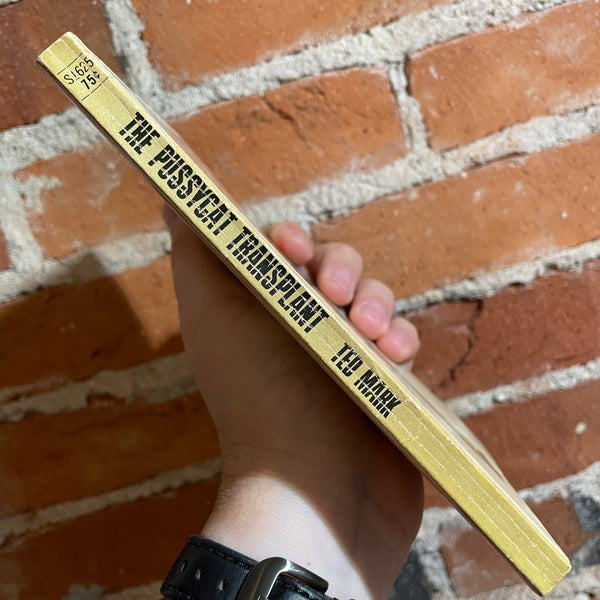 S1625
75¢
THE PUSSYCAT TRANSPLANT TED MARK